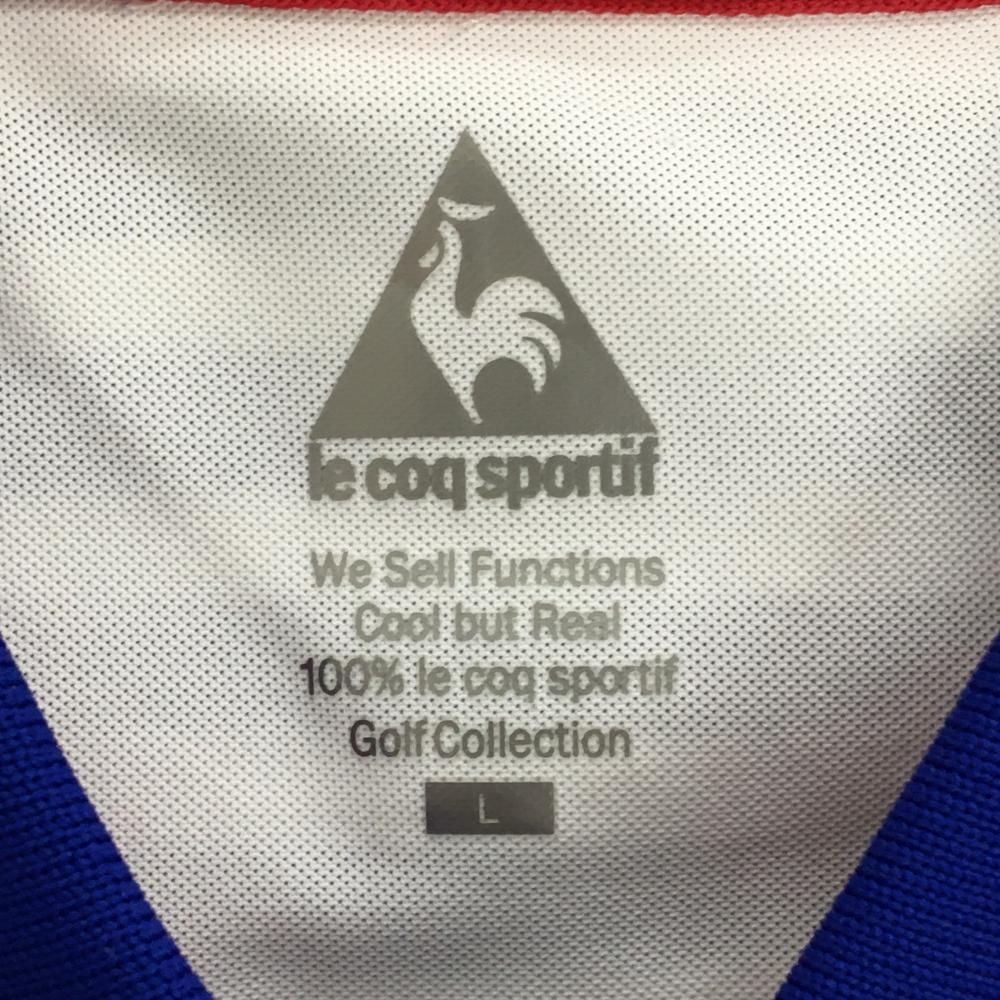 le coq sportif
We Sell Functions
Cool but Real
100% le coq sportif
Golf Collection
L